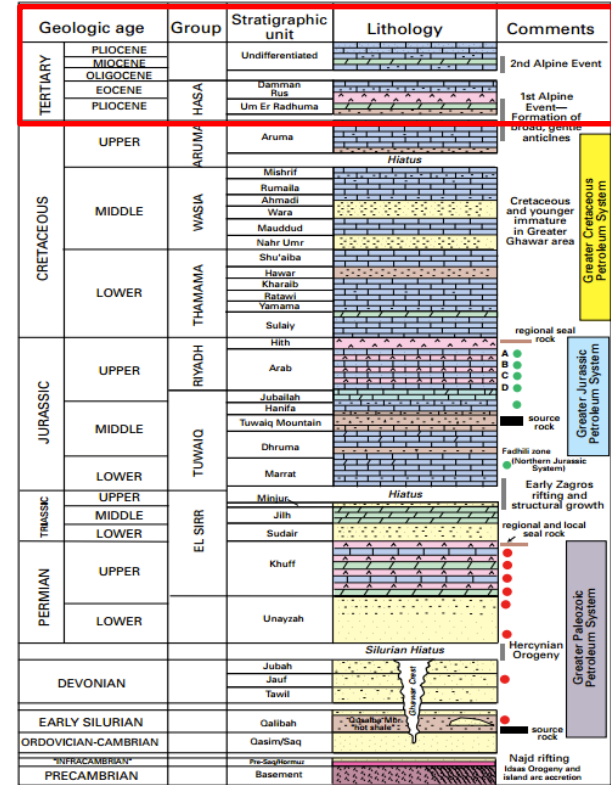 Geologic age Group Stratigraphic unit Lithology Comments
TERTIARY
PLIOCENE
MIOCENE
OLIGOCENE
EOCENE
PLIOCENE
HASA
Undifferentiated
Damman
Rus
Um Er Radhuma
2nd Alpine Event
1st Alpine
Event—
Formation of
broad, gentle
anticlines
CRETACEOUS
UPPER
MIDDLE
LOWER
ARUMA
WASIA
THAMAMA
Aruma
Hiatus
Mishrif
Rumaila
Ahmadi
Wara
Mauddud
Nahr Umr
Shu'aiba
Hawar
Kharaib
Ratawi
Yamama
Sulaiy
Cretaceous
and younger
immature
in Greater
Ghawar area
Greater Cretaceous
Petroleum System
JURASSIC
UPPER
MIDDLE
LOWER
RIYADH
TUWAIQ
Hith
Arab
Jubailah
Hanifa
Tuwaiq Mountain
Dhruma
Marrat
regional seal
rock
A
B
C
D
source
rock
Fadhili zone
(Northern Jurassic
System)
Greater Jurassic
Petroleum System
TRIASSIC
UPPER
MIDDLE
LOWER
EL SIRR
Minjur
Hiatus
Jilh
Sudair
Early Zagros
rifting and
structural growth
regional and local
seal rock
PERMIAN
UPPER
LOWER
Khuff
Unayzah
Silurian Hiatus
Hercynian
Orogeny
Greater Paleozoic
Petroleum System
DEVONIAN
Jubah
Jauf
Tawil
Ghawar Crest
EARLY SILURIAN
Qalibah
"Qusaiba Mbr.
"hot shale"
source
rock
ORDOVICIAN-CAMBRIAN
Qasim/Saq
"INFRACAMBRIAN"
Pre-Saq/Hormuz
Najd rifting
PRECAMBRIAN
Basement
Idsas Orogeny and
island arc accretion